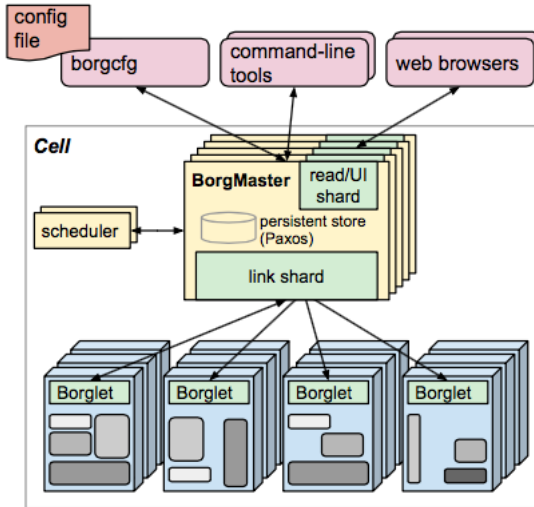 config
file
borgcfg
command-line
tools
web browsers
Cell
BorgMaster
read/UI
shard
persistent store
(Paxos)
scheduler
link shard
Borglet
Borglet
Borglet
Borglet